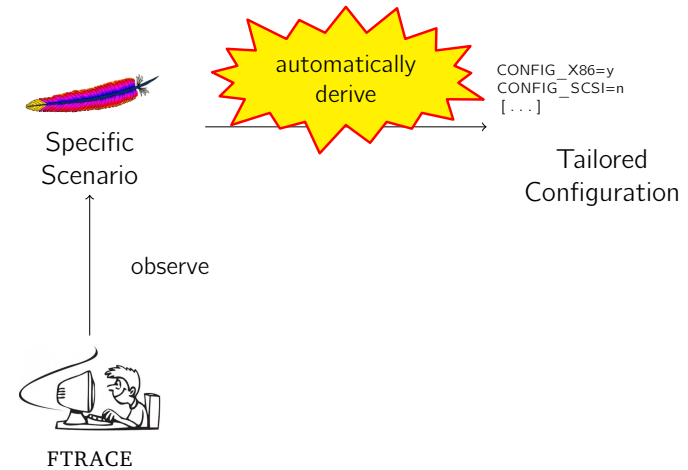 automatically
derive
CONFIG_X86=y
CONFIG_SCSI=n
[...]
Specific
Scenario
Tailored
Configuration
observe
FTRACE